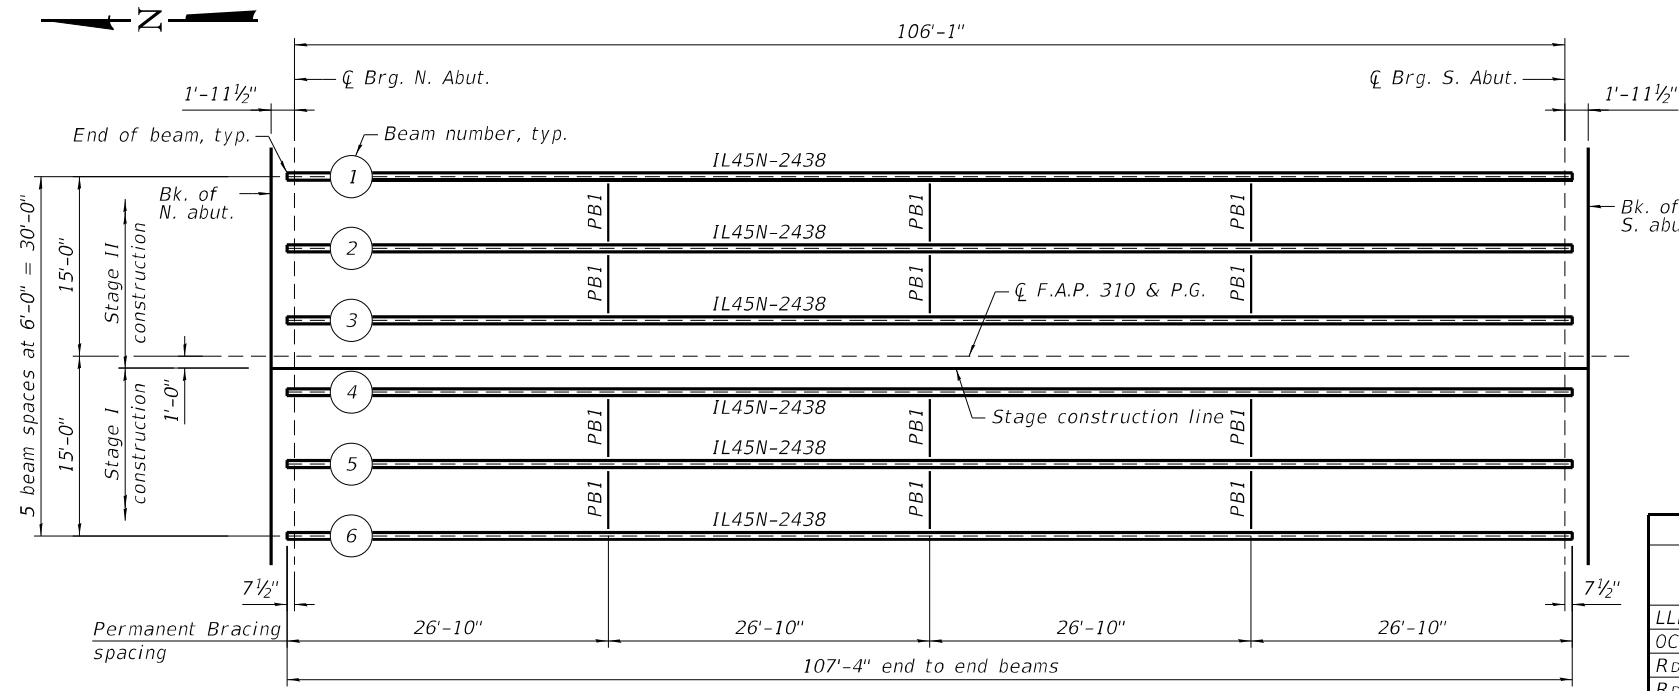 N
106'-1"
℄ Brg. N. Abut.
℄ Brg. S. Abut.
1'-11½"
1'-11½"
End of beam, typ.
Beam number, typ.
IL45N-2438
1
Bk. of
N. abut.
PB1
PB1
PB1
Bk. of
S.
IL45N-2438
2
PB1
PB1
PB1
℄ F.A.P. 310 & P.G.
IL45N-2438
3
5 beam spaces at 6'-0" = 30'-0"
15'-0"
Stage II
construction
15'-0"
Stage I
construction
1'-0"
4
IL45N-2438
Stage construction line
PB1
PB1
PB1
IL45N-2438
5
PB1
PB1
PB1
IL45N-2438
6
7½"
7½"
Permanent Bracing
spacing
26'-10"
26'-10"
26'-10"
26'-10"
107'-4" end to end beams